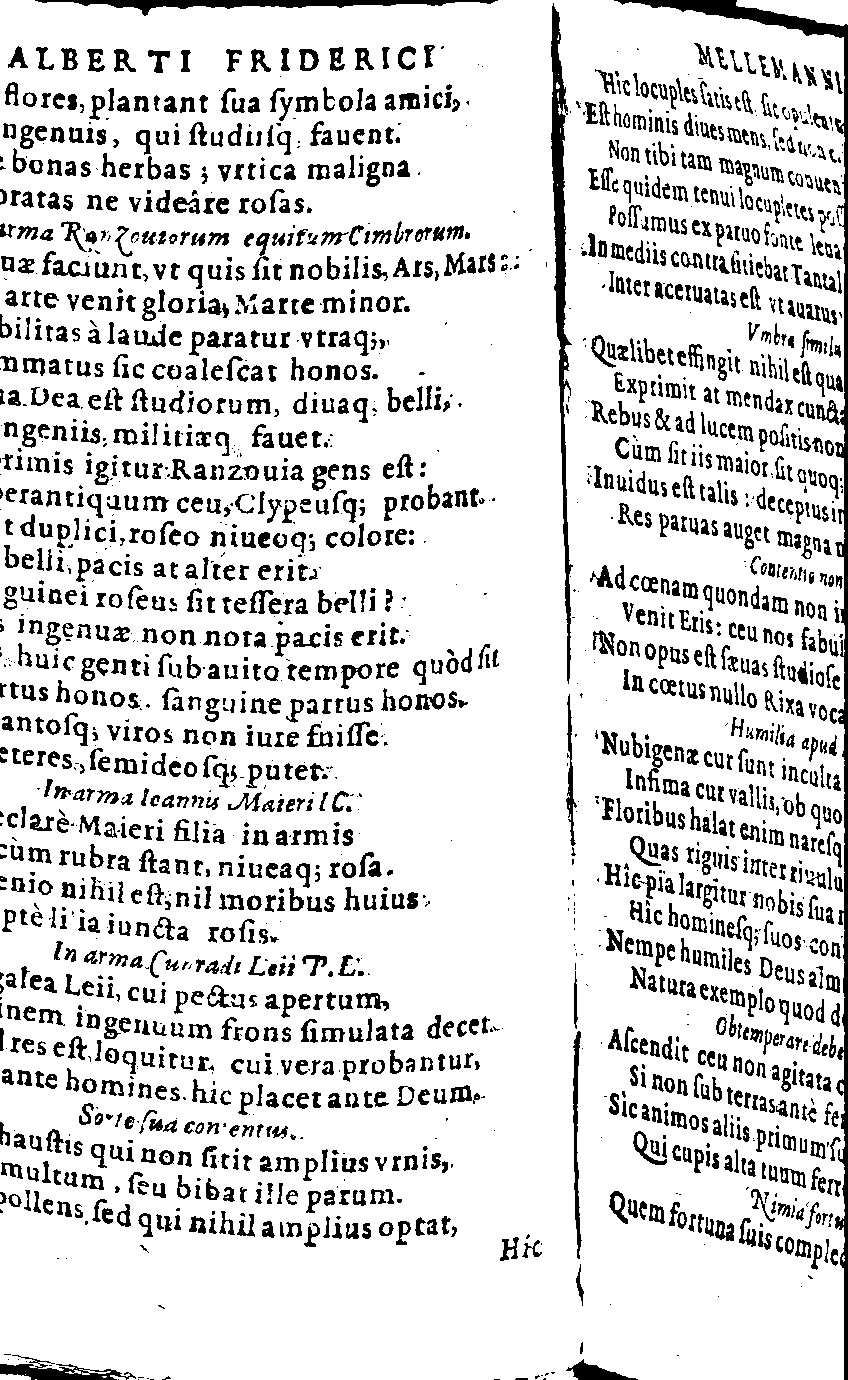 ALBERTI FRIDERICI
flores, plantant ſua ſymbola amici,
ngenuis, qui ſtudiiſq; fauent.
bonas herbas; vrtica maligna
oratas ne videâre roſas.
arma Ranzouiorum equitum Cimbrorum.
uæ faciunt, vt quis ſit nobilis, Ars, Mars:
arte venit gloria, Marte minor.
bilitas à laude paratur vtraq;,
mmatus ſic coaleſcat honos.
na Dea eſt ſtudiorum, diuaq; belli,
ngeniis, militiæq; fauet.
rimis igitur Ranzouia gens eſt:
perantiquum ceu, Clypeuſq; probant.
t duplici, roſeo niueoq; colore:
belli, pacis at alter erit.
guinei roſeus ſit teſſera belli?
s ingenuæ non nota pacis erit.
huic genti ſub auito tempore quòd ſit
rtus honos, ſanguine partus honos.
antoſq; viros non iure fuiſſe
eteres, ſemideoſq; putet.
In arma Ioannis Maieri I C.
eclarè Maieri filia in armis
cùm rubra ſtant, niueaq; roſa.
enio nihil eſt, nil moribus huius
ptè lilia iuncta roſis.
In arma Cunradi Leii P. L.
galea Leii, cui pectus apertum,
inem ingenuum frons ſimulata decet.
l res eſt, loquitur, cui vera probantur,
ante homines. hic placet ante Deum.
Sorte ſua contentus.
hauſtis qui non ſitit amplius vrnis,
multum, ſeu bibat ille parum.
pollens, ſed qui nihil amplius optat,
Hic
MELLEMANNI
Hic locuples ſatis eſt, ſic opulentu
Eſt hominis diues mens, ſed
Non tibi tam magnum conuen
Eſſe quidem tenui locupletes poſſ
Poſſumus ex paruo fonte leua
In mediis contra ſitiebat Tantal
Inter aceruatas eſt vt auarus
Vmbra ſimila
Quælibet effingit nihil eſt qua
Exprimit at mendax cuncta
Rebus & ad lucem poſitis non
Cùm ſit iis maior ſit quoq;
Inuidus eſt talis: deceptus in
Res paruas auget magna
Contentio non
Ad cœnam quondam non in
Venit Eris: ceu nos fabul
Non opus eſt ſæuas ſtudioſe
In cœtus nullo Rixa voca
Humilia apud
Nubigenæ cur ſunt inculta
Infima cur vallis, ob quo
Floribus halat enim nareſq
Quas riguis inter riuulu
Hîc pia largitur nobis ſua
Hîc homineſq; ſuos con
Nempe humiles Deus alm
Natura exemplo quod d
Obtemperare debe
Aſcendit ceu non agitata
Si non ſub terras antè fe
Sic animos aliis primum ſu
Qui cupis alta tuum ferr
Nimia fortu
Quem fortuna ſuis complec